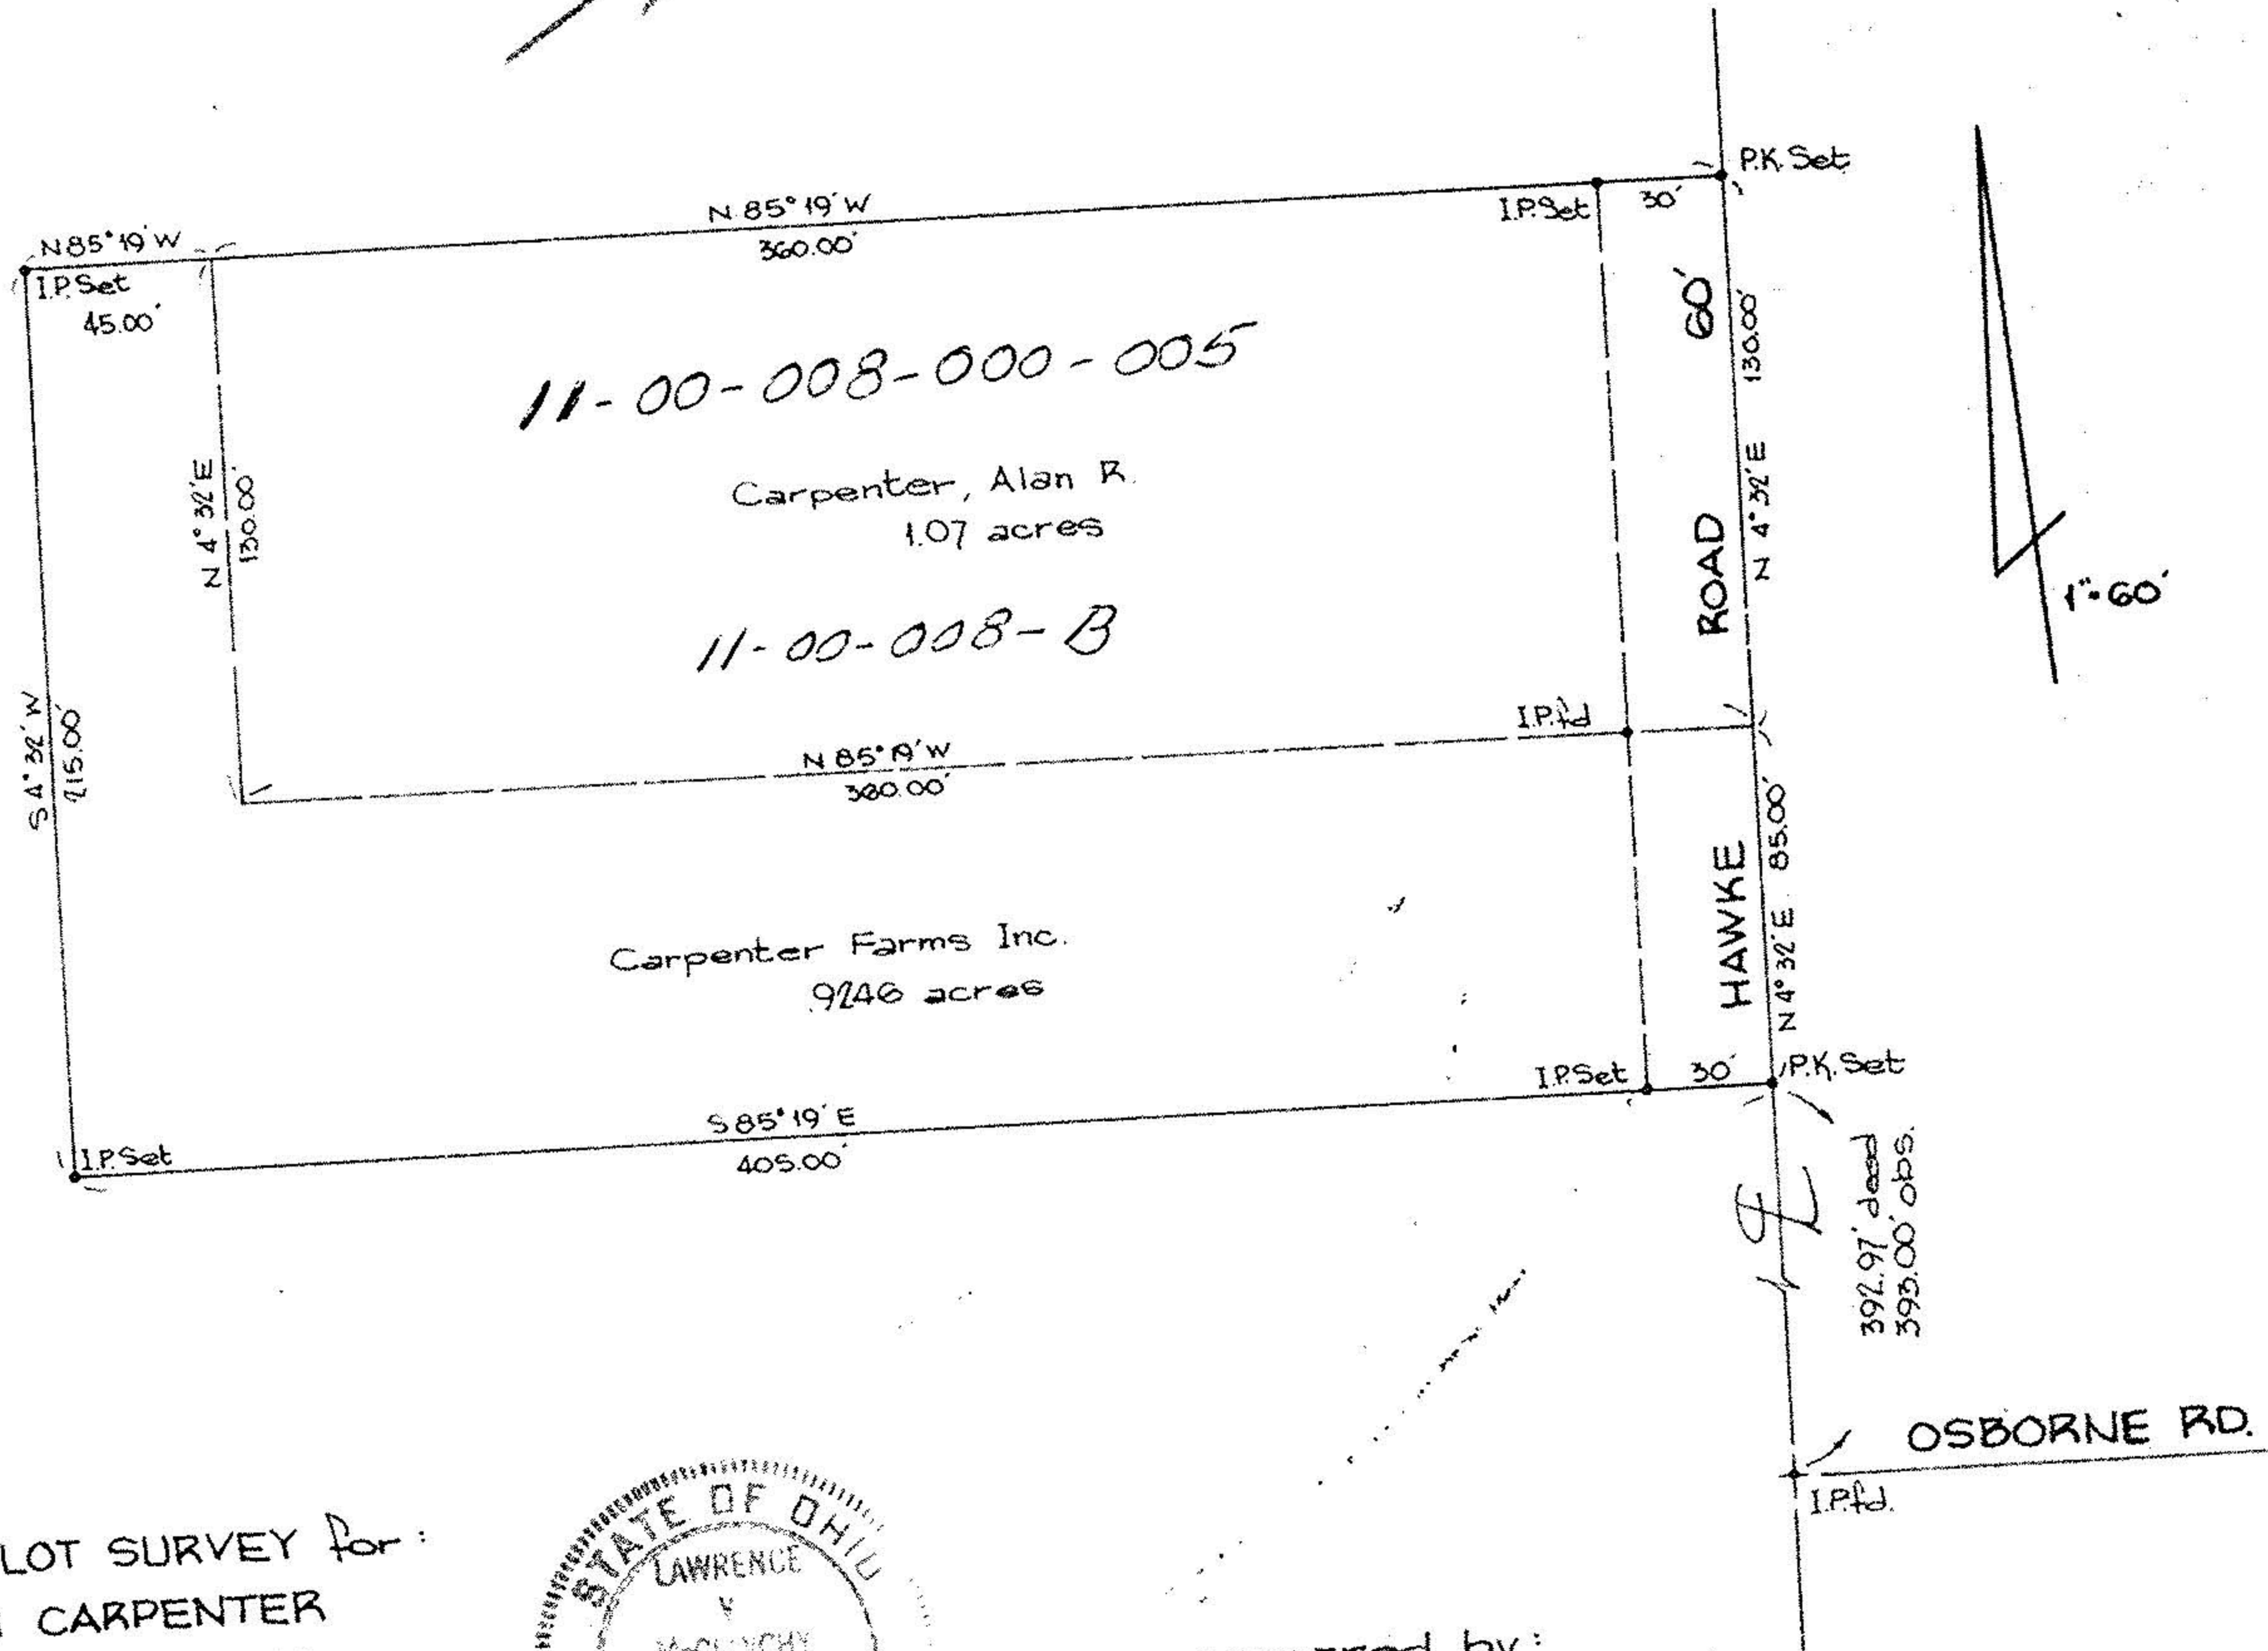 P.K. Set
30'
I.P. Set
N 85° 19' W
360.00'
N 85° 19' W
I.P. Set
45.00'
60'
130.00'
11-00-008-000-005
N 4° 32' E
130.00'
Carpenter, Alan R.
1.07 acres
ROAD
N 4° 32' E
1"=60'
11-00-008-B
S 4° 32' W
215.00'
I.P. fd
N 85° 19' W
360.00'
HAWKE
N 4° 32' E 85.00'
Carpenter Farms Inc.
.9246 acres
I.P. Set
30'
P.K. Set
S 85° 19' E
405.00'
I.P. Set
392.97' deed
393.00' obs.
OSBORNE RD.
I.P. fd.
LOT SURVEY for:
CARPENTER
STATE OF OHIO
LAWRENCE
V
by: